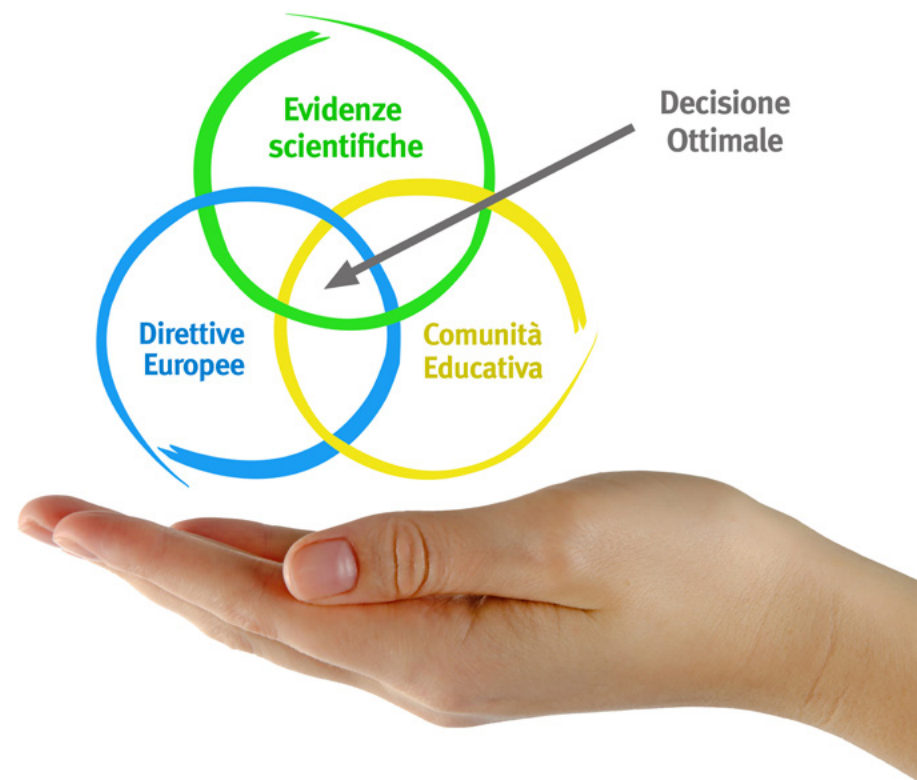 Evidenze
scientifiche
Decisione
Ottimale
Direttive
Europee
Comunità
Educativa